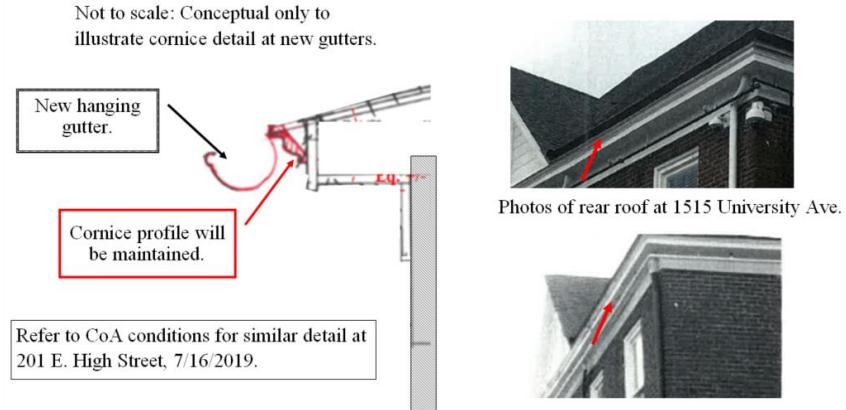 Not to scale: Conceptual only to
illustrate cornice detail at new gutters.
New hanging
gutter.
Eq.
Cornice profile will
be maintained.
Refer to CoA conditions for similar detail at
201 E. High Street, 7/16/2019.
Photos of rear roof at 1515 University Ave.